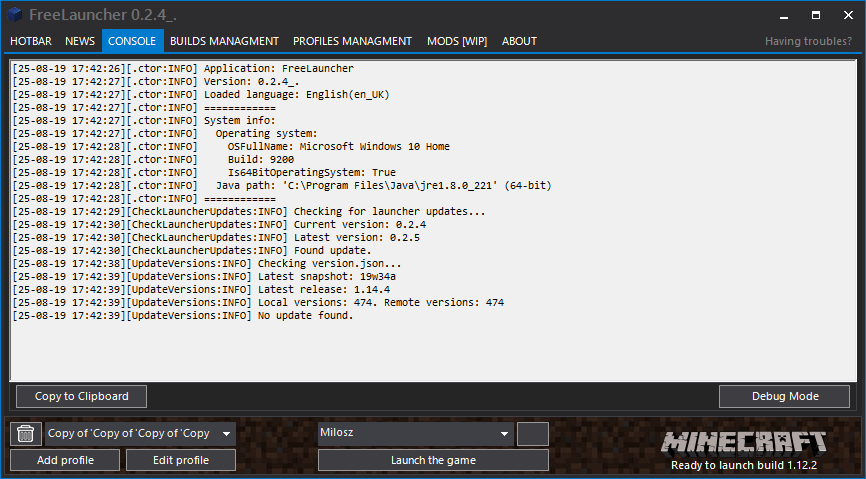 FreeLauncher 0.2.4_.
HOTBAR NEWS CONSOLE BUILDS MANAGMENT PROFILES MANAGMENT MODS [WIP] ABOUT Having troubles?
[25-08-19 17:42:26][.ctor:INFO] Application: FreeLauncher
[25-08-19 17:42:27][.ctor:INFO] Version: 0.2.4_.
[25-08-19 17:42:27][.ctor:INFO] Loaded language: English(en_UK)
[25-08-19 17:42:27][.ctor:INFO] ============
[25-08-19 17:42:27][.ctor:INFO] System info:
[25-08-19 17:42:27][.ctor:INFO]   Operating system:
[25-08-19 17:42:28][.ctor:INFO]     OSFullName: Microsoft Windows 10 Home
[25-08-19 17:42:28][.ctor:INFO]     Build: 9200
[25-08-19 17:42:28][.ctor:INFO]     Is64BitOperatingSystem: True
[25-08-19 17:42:28][.ctor:INFO]   Java path: 'C:\Program Files\Java\jre1.8.0_221' (64-bit)
[25-08-19 17:42:28][.ctor:INFO] ============
[25-08-19 17:42:29][CheckLauncherUpdates:INFO] Checking for launcher updates...
[25-08-19 17:42:30][CheckLauncherUpdates:INFO] Current version: 0.2.4
[25-08-19 17:42:30][CheckLauncherUpdates:INFO] Latest version: 0.2.5
[25-08-19 17:42:30][CheckLauncherUpdates:INFO] Found update.
[25-08-19 17:42:38][UpdateVersions:INFO] Checking version.json...
[25-08-19 17:42:39][UpdateVersions:INFO] Latest snapshot: 19w34a
[25-08-19 17:42:39][UpdateVersions:INFO] Latest release: 1.14.4
[25-08-19 17:42:39][UpdateVersions:INFO] Local versions: 474. Remote versions: 474
[25-08-19 17:42:39][UpdateVersions:INFO] No update found.
Copy to Clipboard Debug Mode
Copy of 'Copy of 'Copy of 'Copy Milosz
MINECRAFT
Add profile Edit profile Launch the game Ready to launch build 1.12.2